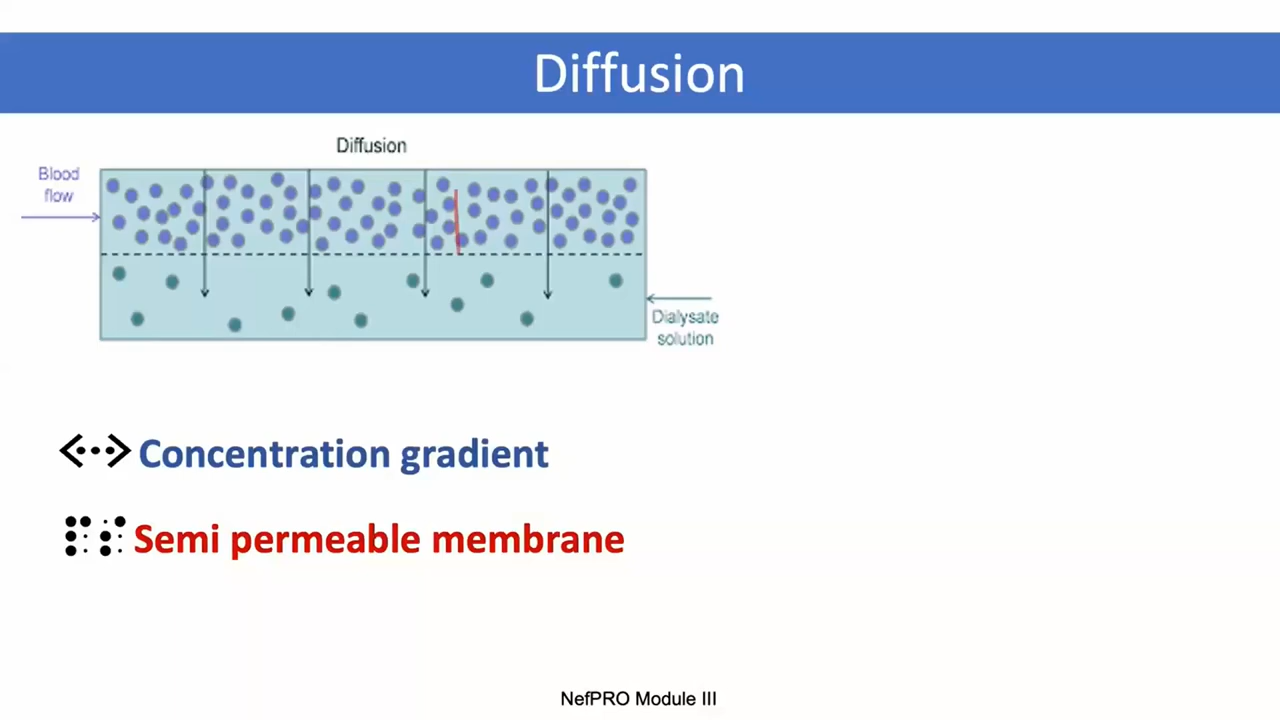 Diffusion
Diffusion
Blood
flow
Dialysate
solution
Concentration gradient
Semi permeable membrane
NefPRO Module III